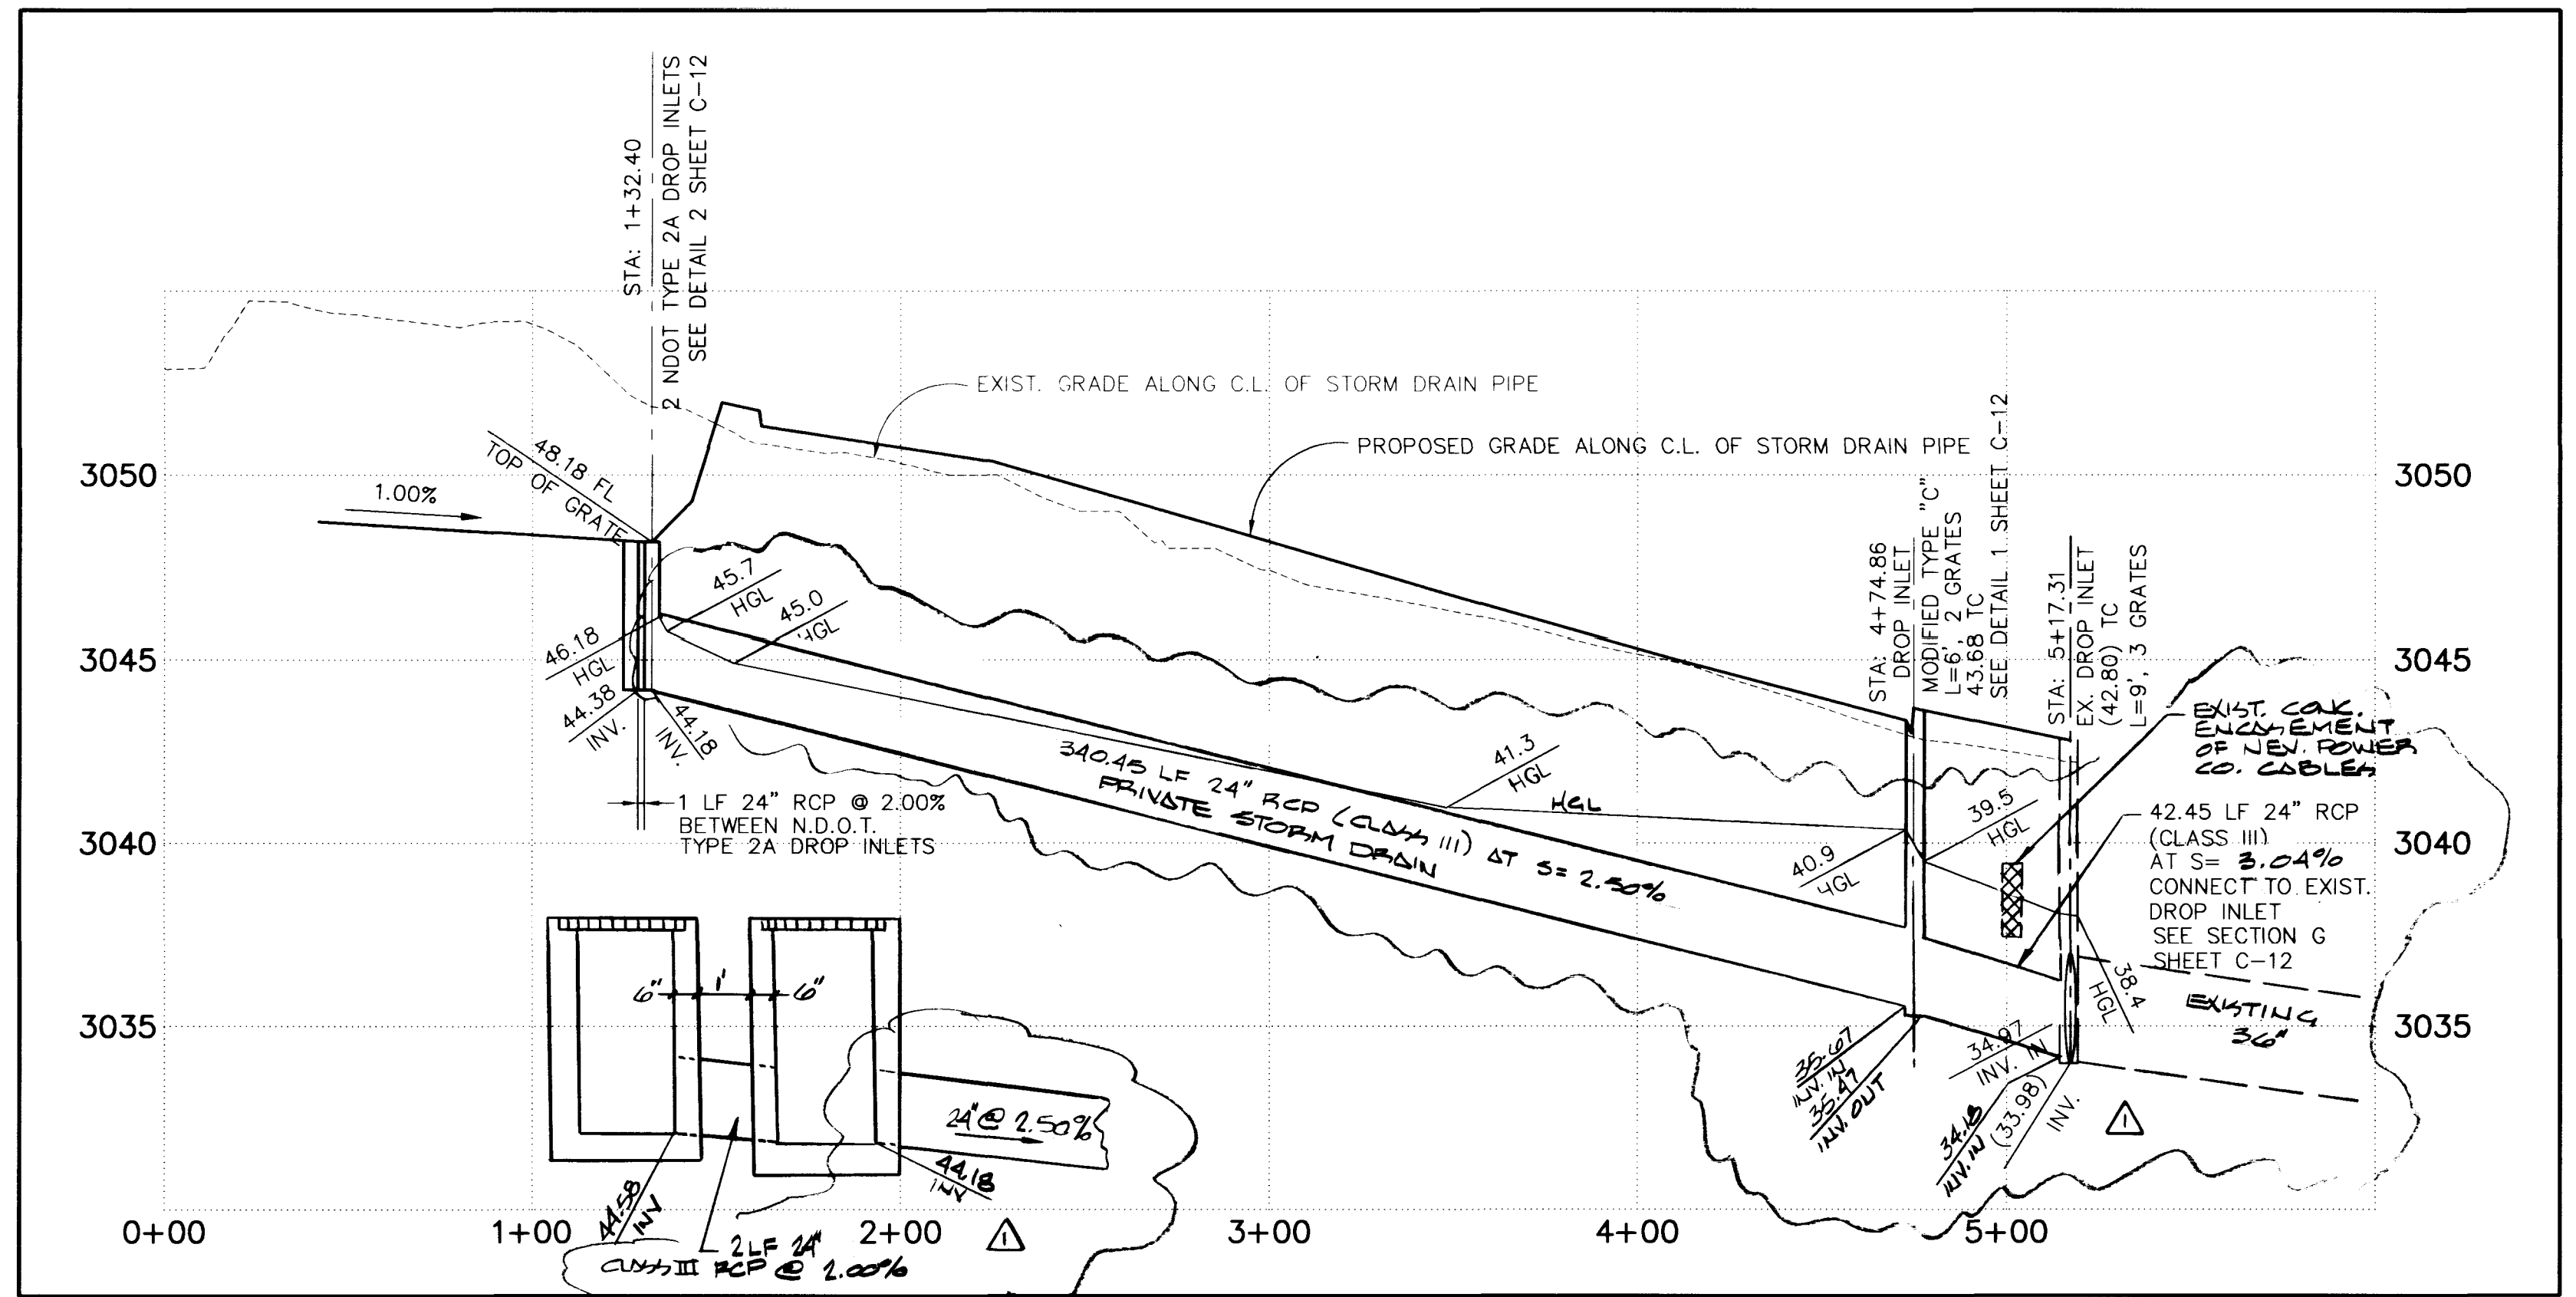 STA: 1+32.40
2 NDOT TYPE 2A DROP INLETS
SEE DETAIL 2 SHEET C-12
EXIST. GRADE ALONG C.L. OF STORM DRAIN PIPE
PROPOSED GRADE ALONG C.L. OF STORM DRAIN PIPE
3050
3050
1.00%
48.18 FL
TOP OF GRATE
45.7
HGL
45.0
HGL
46.18
HGL
44.38
INV.
44.18
INV.
3045
3045
STA: 4+74.86
DROP INLET
MODIFIED TYPE "C"
L=6', 2 GRATES
43.68 TC
SEE DETAIL 1 SHEET C-12
STA: 5+17.31
EX. DROP INLET
(42.80) TC
L=9', 3 GRATES
EXIST. CONC.
ENCASEMENT
OF NEV. POWER
CO. CABLES
340.45 LF 24" RCP (CLASS III) AT S= 2.50%
PRIVATE STORM DRAIN
41.3
HGL
HGL
40.9
HGL
39.5
HGL
1 LF 24" RCP @ 2.00%
BETWEEN N.D.O.T.
TYPE 2A DROP INLETS
42.45 LF 24" RCP
(CLASS III)
AT S= 3.04%
CONNECT TO EXIST.
DROP INLET
SEE SECTION G
SHEET C-12
3040
3040
6" 1' 6"
38.4
HGL
EXISTING
36"
3035
3035
35.67
INV. IN
35.47
INV. OUT
34.97
INV. IN
34.18
INV. IN
(33.98)
INV.
1
24" @ 2.50%
44.18
INV
44.58
INV
2 LF 24"
CLASS III RCP @ 2.00%
1
0+00
1+00
2+00
3+00
4+00
5+00